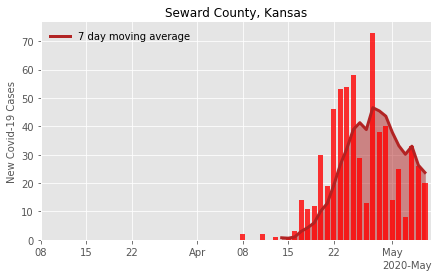 Seward County, Kansas
7 day moving average
New Covid-19 Cases
70
60
50
40
30
20
10
0
08
15
22
Apr
08
15
22
May
2020-May